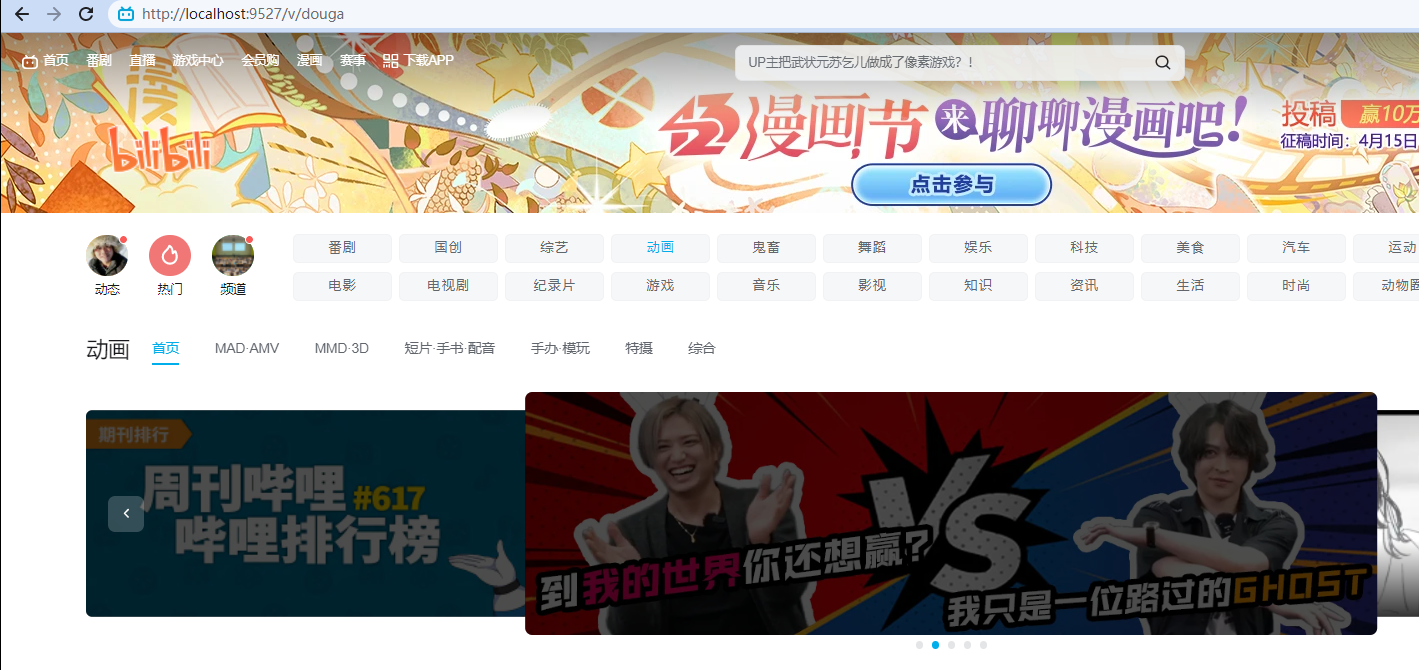 http://localhost:9527/v/douga
首页 番剧 直播 游戏中心 会员购 漫画 赛事 下载APP
UP主把武状元苏乞儿做成了像素游戏？！
bilibili
漫画节 来聊聊漫画吧!
投稿 赢10万
征稿时间：4月15日
点击参与
番剧 国创 综艺 动画 鬼畜 舞蹈 娱乐 科技 美食 汽车 运动
动态 热门 频道
电影 电视剧 纪录片 游戏 音乐 影视 知识 资讯 生活 时尚 动物圈
动画 首页 MAD·AMV MMD·3D 短片·手书·配音 手办·模玩 特摄 综合
期刊排行
周刊哔哩 #617
哔哩排行榜
VS
到我的世界你还想赢?
我只是一位路过的GHOST